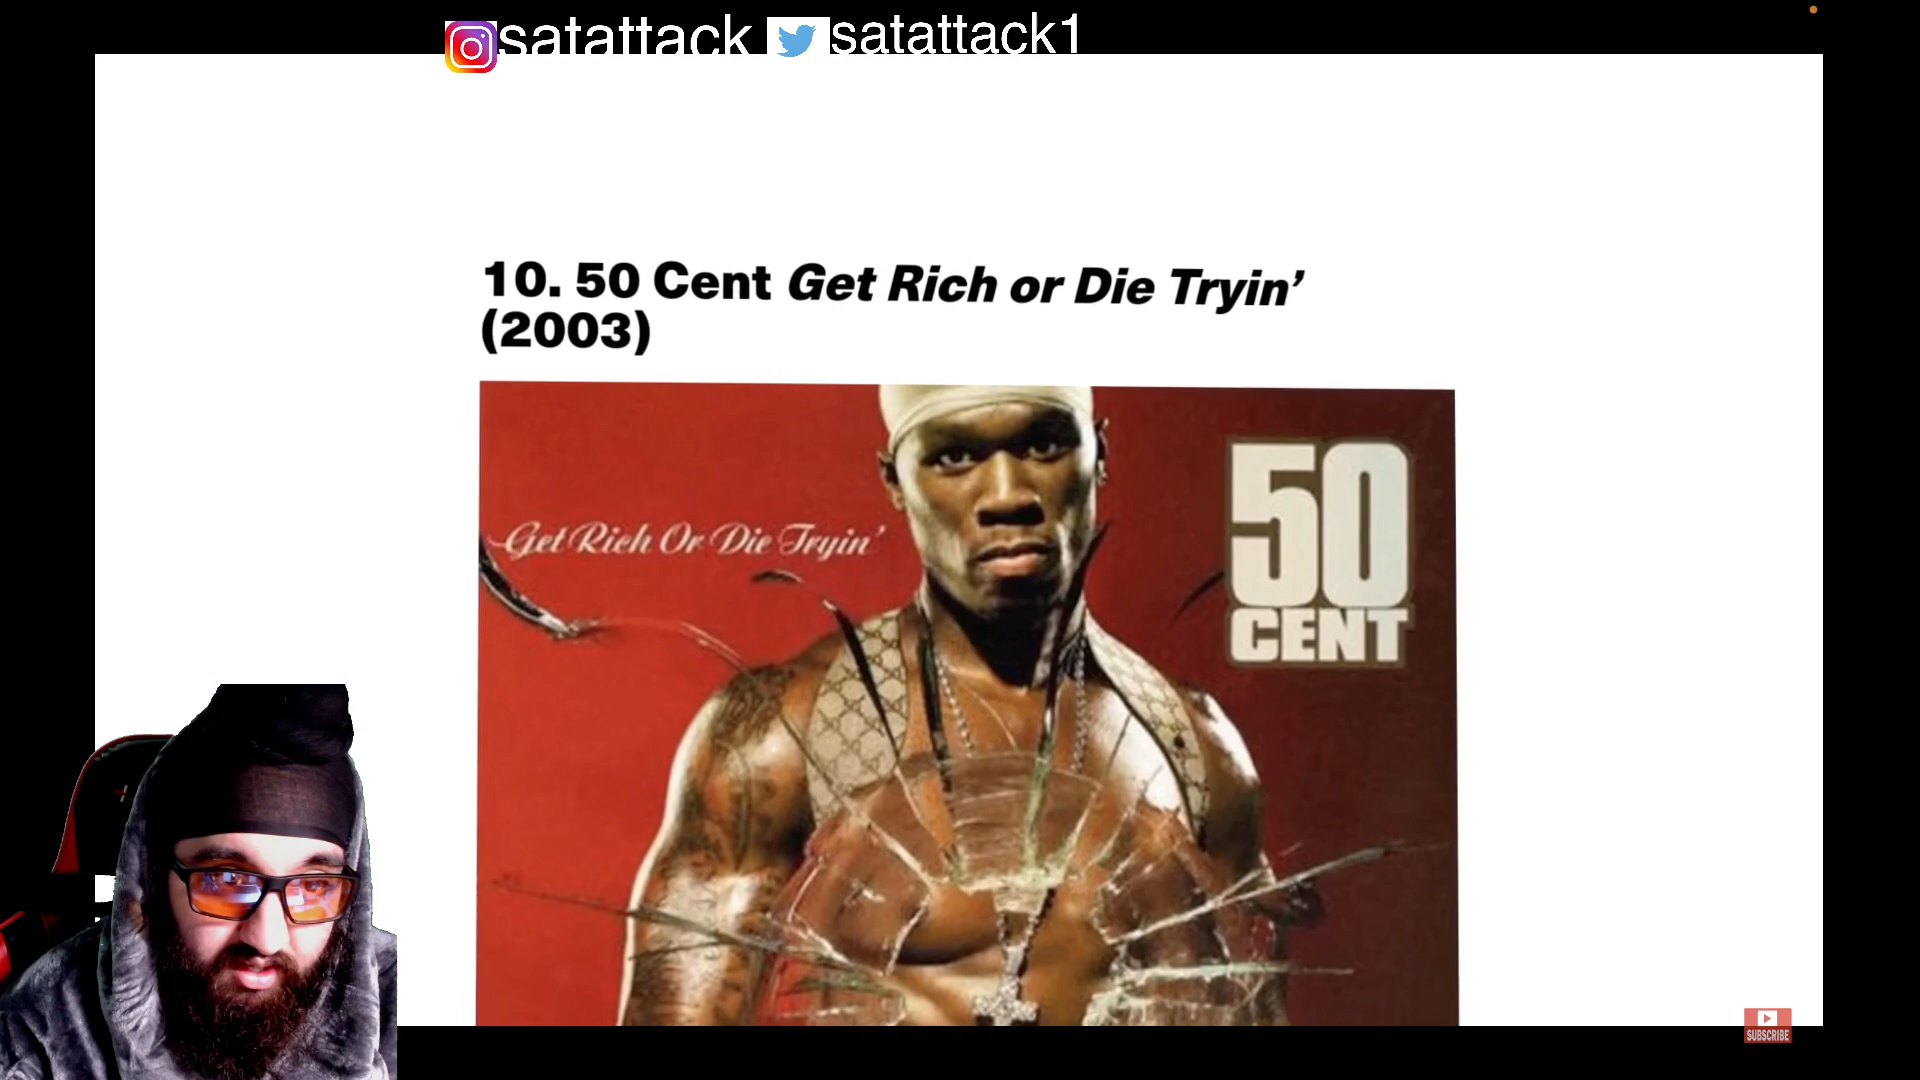 satattack satattack1
10. 50 Cent Get Rich or Die Tryin’
(2003)
Get Rich Or Die Tryin’
50
CENT
SUBSCRIBE